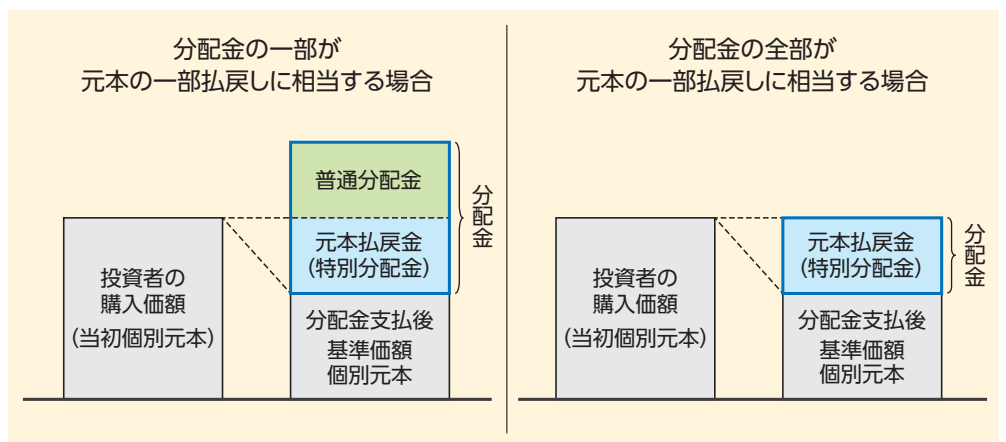 分配金の一部が
元本の一部払戻しに相当する場合
普通分配金
元本払戻金
(特別分配金)
分配金
投資者の
購入価額
(当初個別元本)
分配金支払後
基準価額
個別元本
分配金の全部が
元本の一部払戻しに相当する場合
元本払戻金
(特別分配金)
分配金
投資者の
購入価額
(当初個別元本)
分配金支払後
基準価額
個別元本